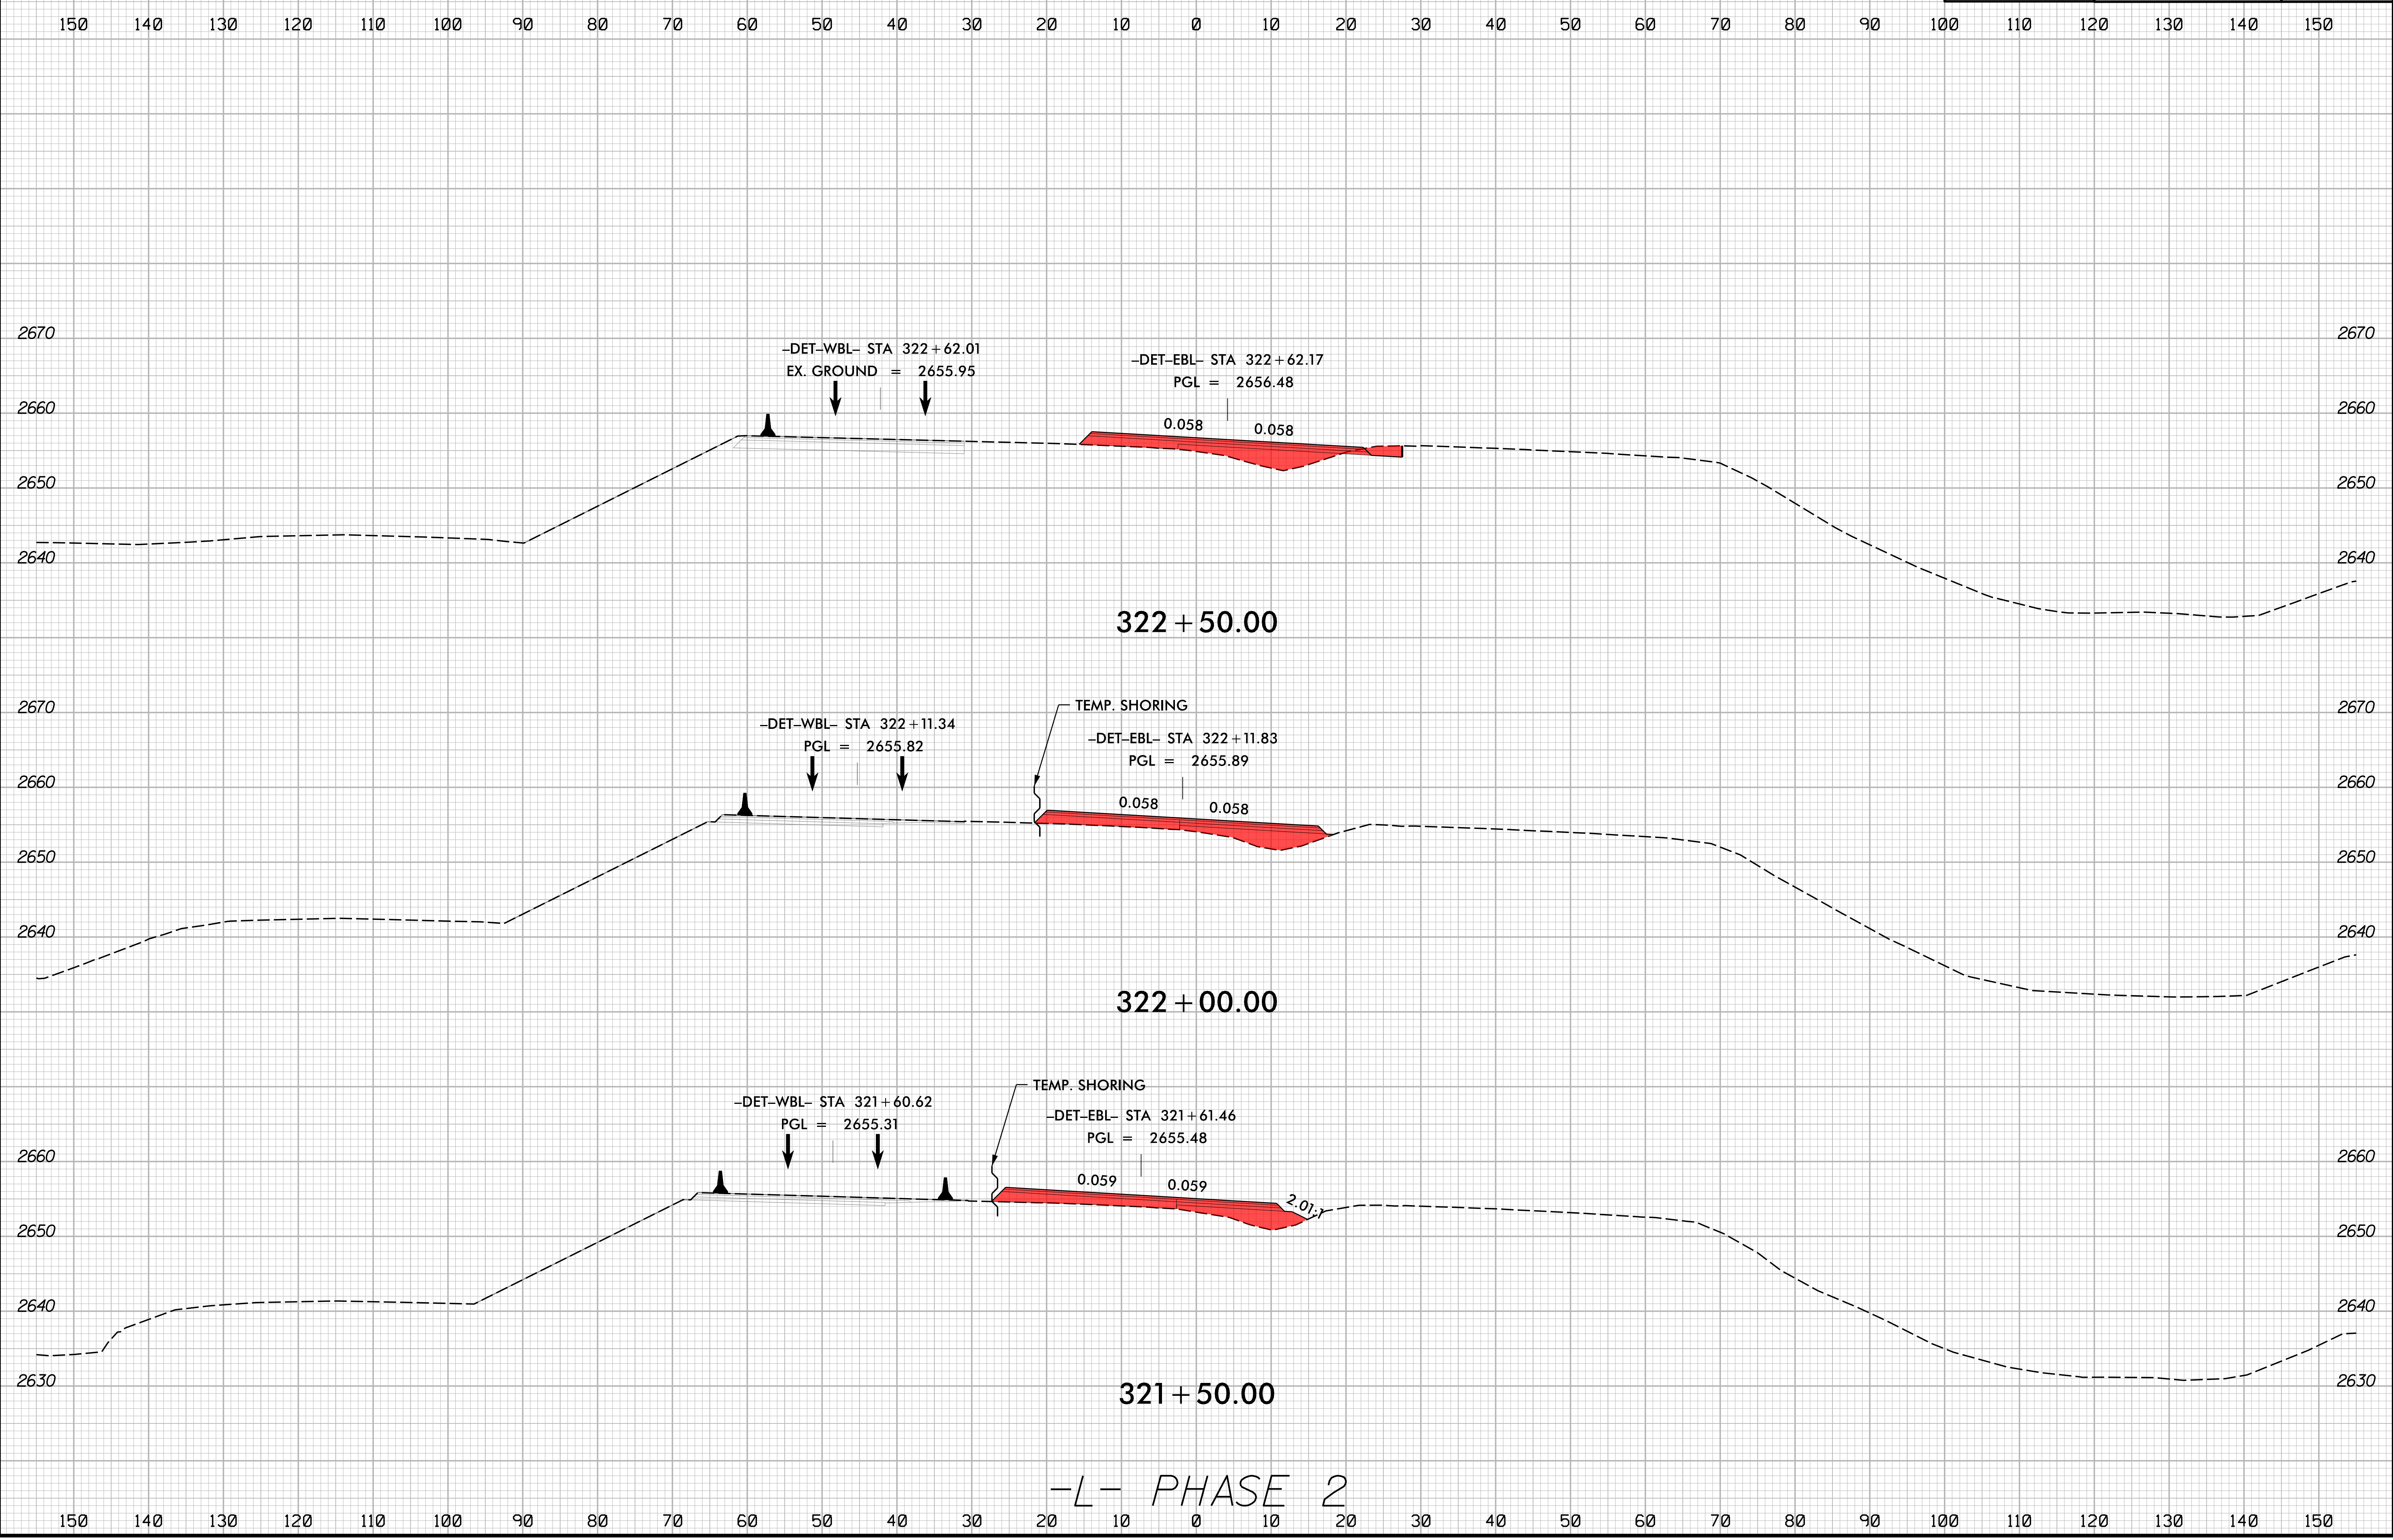 150 140 130 120 110 100 90 80 70 60 50 40 30 20 10 0 10 20 30 40 50 60 70 80 90 100 110 120 130 140 150
2670 2670
–DET–WBL– STA 322+62.01
EX. GROUND = 2655.95
–DET–EBL– STA 322+62.17
PGL = 2656.48
2660 2660
0.058 0.058
2650 2650
2640 2640
322+50.00
2670 2670
TEMP. SHORING
–DET–WBL– STA 322+11.34
PGL = 2655.82
–DET–EBL– STA 322+11.83
PGL = 2655.89
2660 2660
0.058 0.058
2650 2650
2640 2640
322+00.00
TEMP. SHORING
–DET–WBL– STA 321+60.62
PGL = 2655.31
–DET–EBL– STA 321+61.46
PGL = 2655.48
2660 2660
0.059 0.059
2.01:1
2650 2650
2640 2640
2630 2630
321+50.00
-L- PHASE 2
150 140 130 120 110 100 90 80 70 60 50 40 30 20 10 0 10 20 30 40 50 60 70 80 90 100 110 120 130 140 150